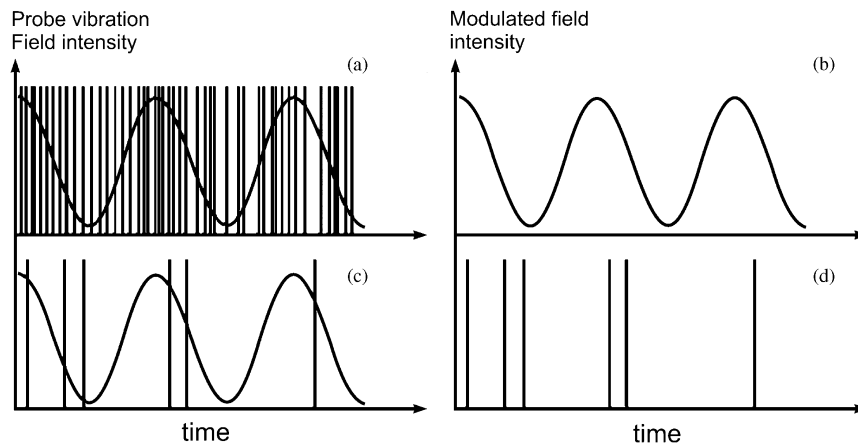 Probe vibration
Field intensity
(a)
Modulated field
intensity
(b)
(c)
(d)
time
time